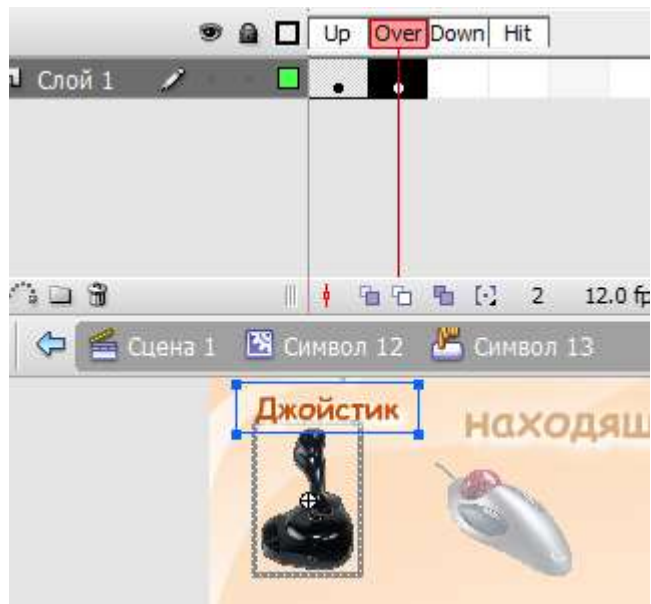 Up Over Down Hit
Слой 1
2 12.0 fp
Сцена 1 Символ 12 Символ 13
Джойстик
находящ